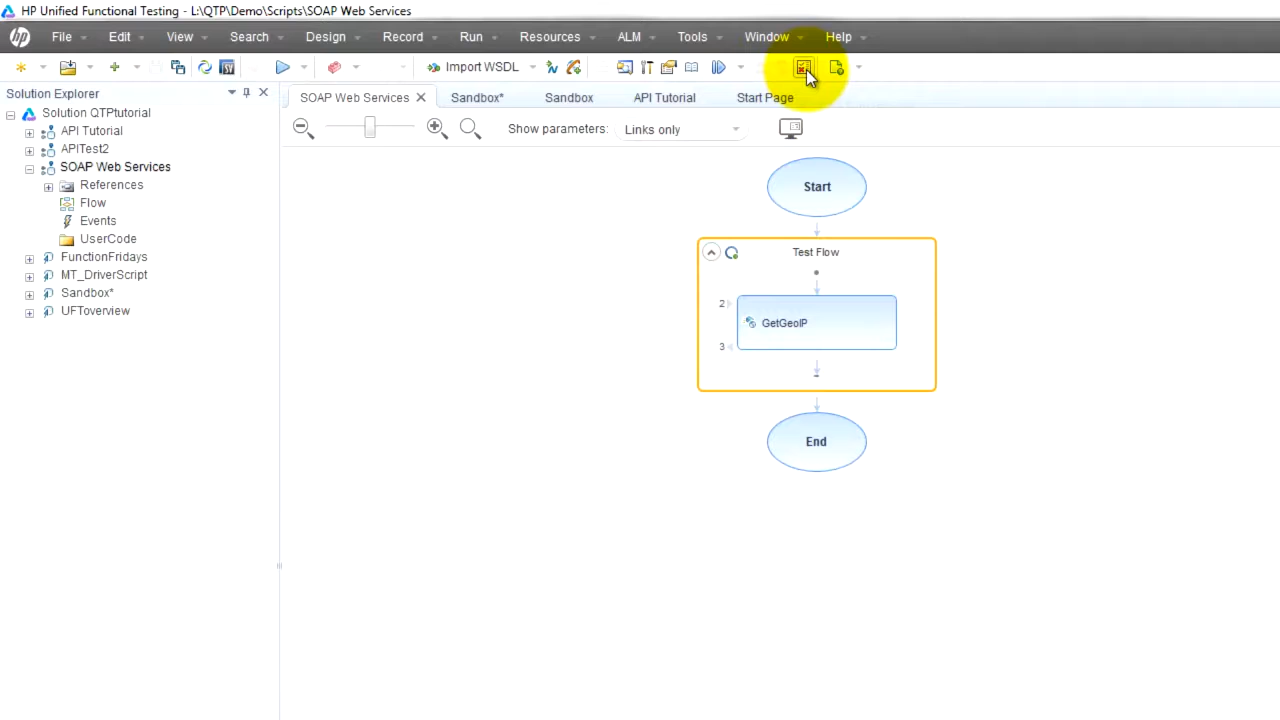 HP Unified Functional Testing - L:\QTP\Demo\Scripts\SOAP Web Services
hp File Edit View Search Design Record Run Resources ALM Tools Window Help
Import WSDL
Solution Explorer
SOAP Web Services Sandbox* Sandbox API Tutorial Start Page
Solution QTPtutorial
API Tutorial
APITest2
SOAP Web Services
References
Flow
Events
UserCode
FunctionFridays
MT_DriverScript
Sandbox*
UFToverview
Show parameters: Links only
Start
Test Flow
2
GetGeoIP
3
End